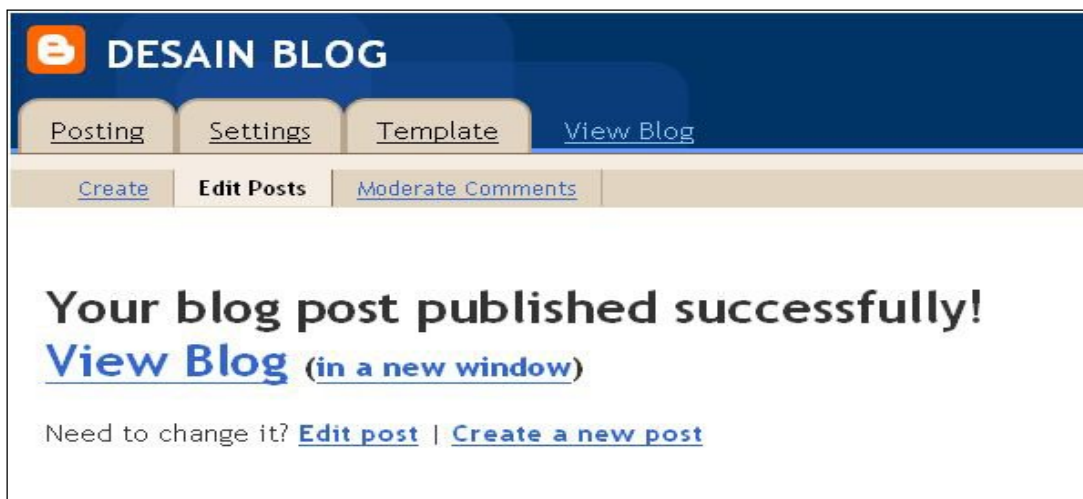 DESAIN BLOG
Posting Settings Template View Blog
Create Edit Posts Moderate Comments
Your blog post published successfully!
View Blog (in a new window)
Need to change it? Edit post | Create a new post